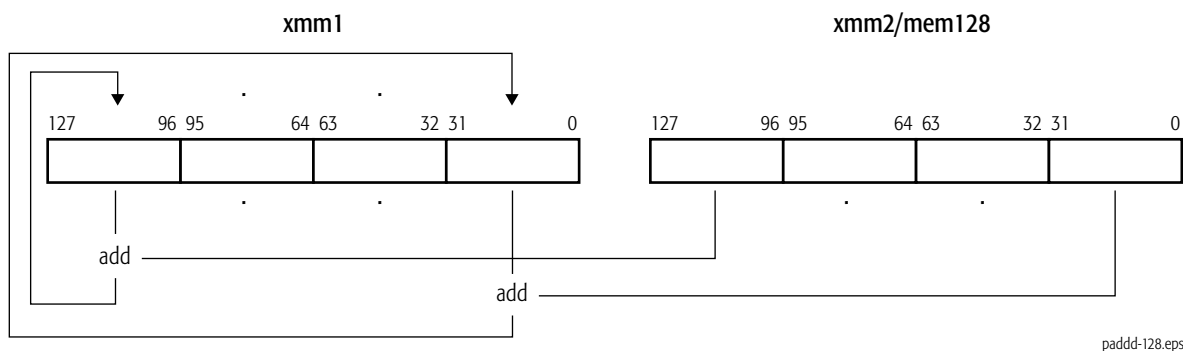 xmm1 xmm2/mem128
. .
127 96 95 64 63 32 31 0 127 96 95 64 63 32 31 0
. . . .
add
add
paddd-128.eps